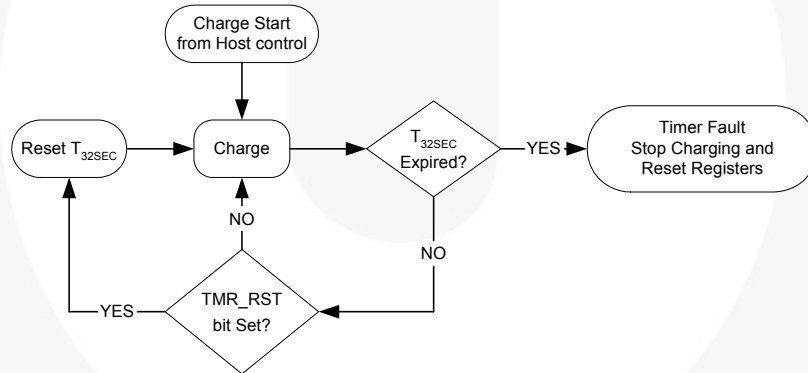 Charge Start
from Host control
Reset T32SEC
Charge
T32SEC
Expired?
YES
Timer Fault
Stop Charging and
Reset Registers
NO
NO
YES
TMR_RST
bit Set?